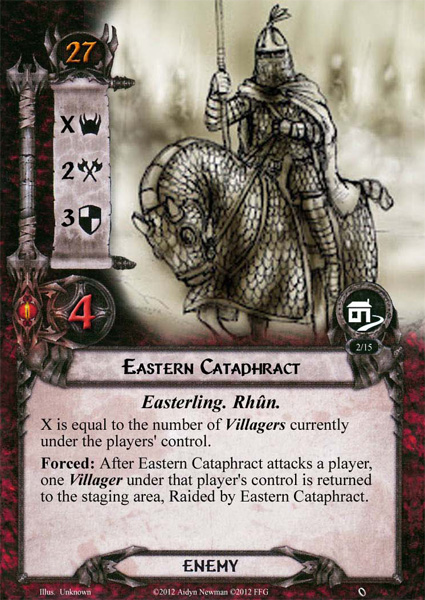 27
X
2
3
4
2/15
Eastern Cataphract
Easterling. Rhûn.
X is equal to the number of Villagers currently
under the players' control.
Forced: After Eastern Cataphract attacks a player,
one Villager under that player's control is returned
to the staging area, Raided by Eastern Cataphract.
ENEMY
Illus. Unknown ©2012 Aidyn Newman ©2012 FFG 0